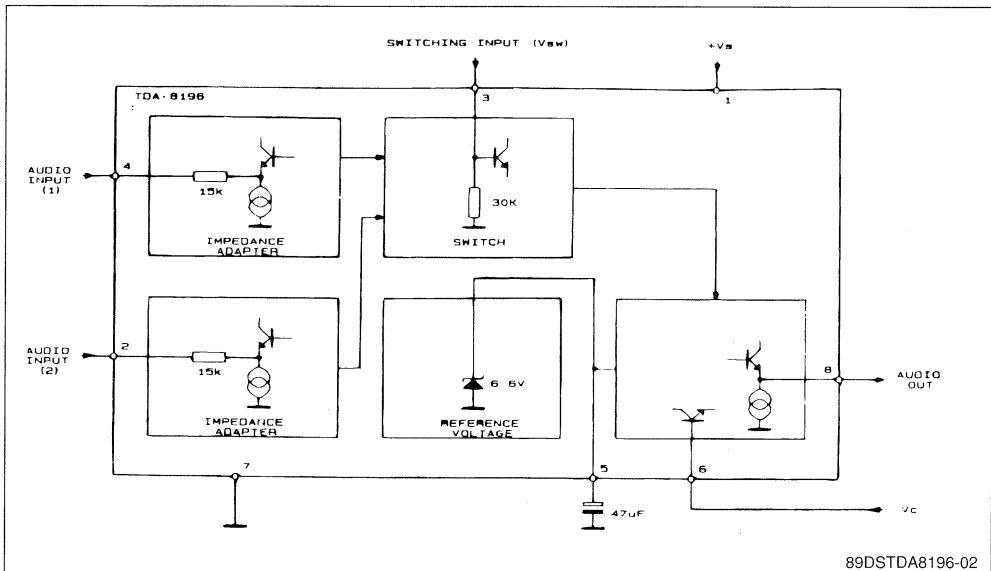 SWITCHING INPUT (Vsw)
+Vs
3
1
TDA-8196
4
AUDIO
INPUT
(1)
15k
IMPEDANCE
ADAPTER
30K
SWITCH
2
AUDIO
INPUT
(2)
15k
IMPEDANCE
ADAPTER
6.6V
REFERENCE
VOLTAGE
8
AUDIO
OUT
7
5
6
47uF
Vc
89DSTDA8196-02